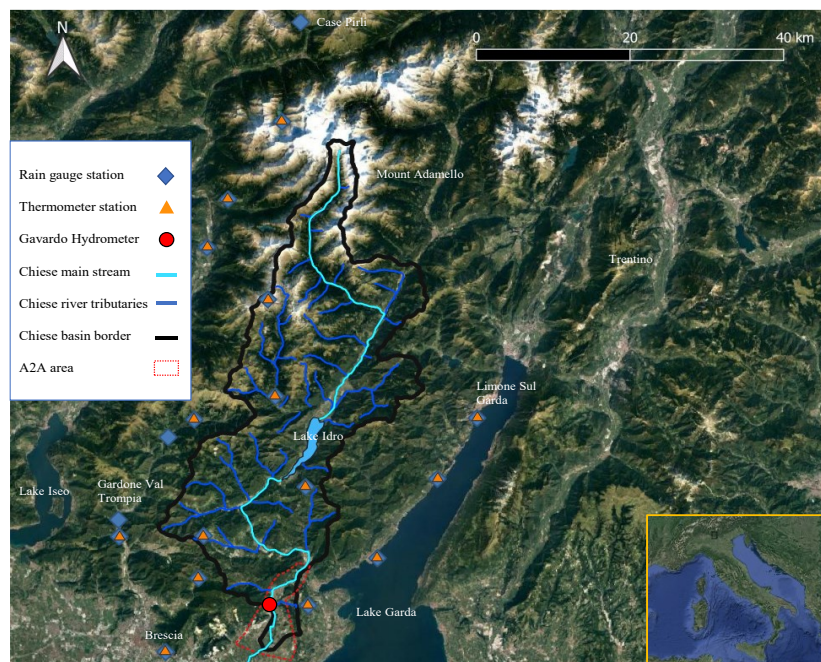 Case Pirli
N
0
20
40 km
Rain gauge station
Thermometer station
Gavardo Hydrometer
Chiese main stream
Chiese river tributaries
Chiese basin border
A2A area
Mount Adamello
Trentino
Limone Sul
Garda
Lake Idro
Lake Iseo
Gardone Val
Trompia
Lake Garda
Brescia